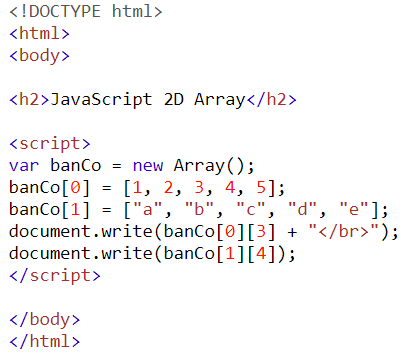 <!DOCTYPE html>
<html>
<body>
<h2>JavaScript 2D Array</h2>
<script>
var banCo = new Array();
banCo[0] = [1, 2, 3, 4, 5];
banCo[1] = ["a", "b", "c", "d", "e"];
document.write(banCo[0][3] + "</br>");
document.write(banCo[1][4]);
</script>
</body>
</html>